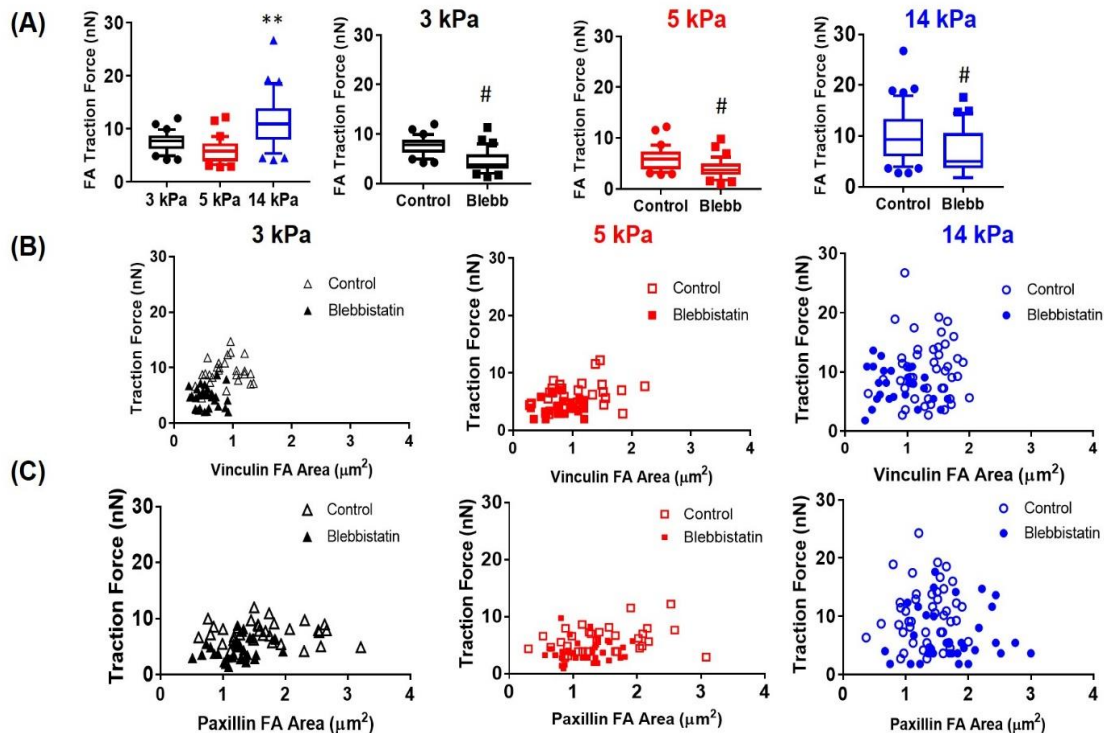 (A)
**
3 kPa
5 kPa
14 kPa
FA Traction Force (nN)
30
20
10
0
3 kPa 5 kPa 14 kPa
FA Traction Force (nN)
30
20
10
0
#
Control Blebb
FA Traction Force (nN)
30
20
10
0
#
Control Blebb
FA Traction Force (nN)
30
20
10
0
#
Control Blebb
(B)
3 kPa
5 kPa
14 kPa
Traction Force (nN)
30
20
10
0
Control
Blebbistatin
0 1 2 3 4
Vinculin FA Area (μm²)
Traction Force (nN)
30
20
10
0
Control
Blebbistatin
0 1 2 3 4
Vinculin FA Area (μm²)
Traction Force (nN)
30
20
10
0
Control
Blebbistatin
0 1 2 3 4
Vinculin FA Area (μm²)
(C)
Traction Force (nN)
30
20
10
0
Control
Blebbistatin
0 1 2 3 4
Paxillin FA Area (μm²)
Traction Force (nN)
30
20
10
0
Control
Blebbistatin
0 1 2 3 4
Paxillin FA Area (μm²)
Traction Force (nN)
30
20
10
0
Control
Blebbistatin
0 1 2 3 4
Paxillin FA Area (μm²)